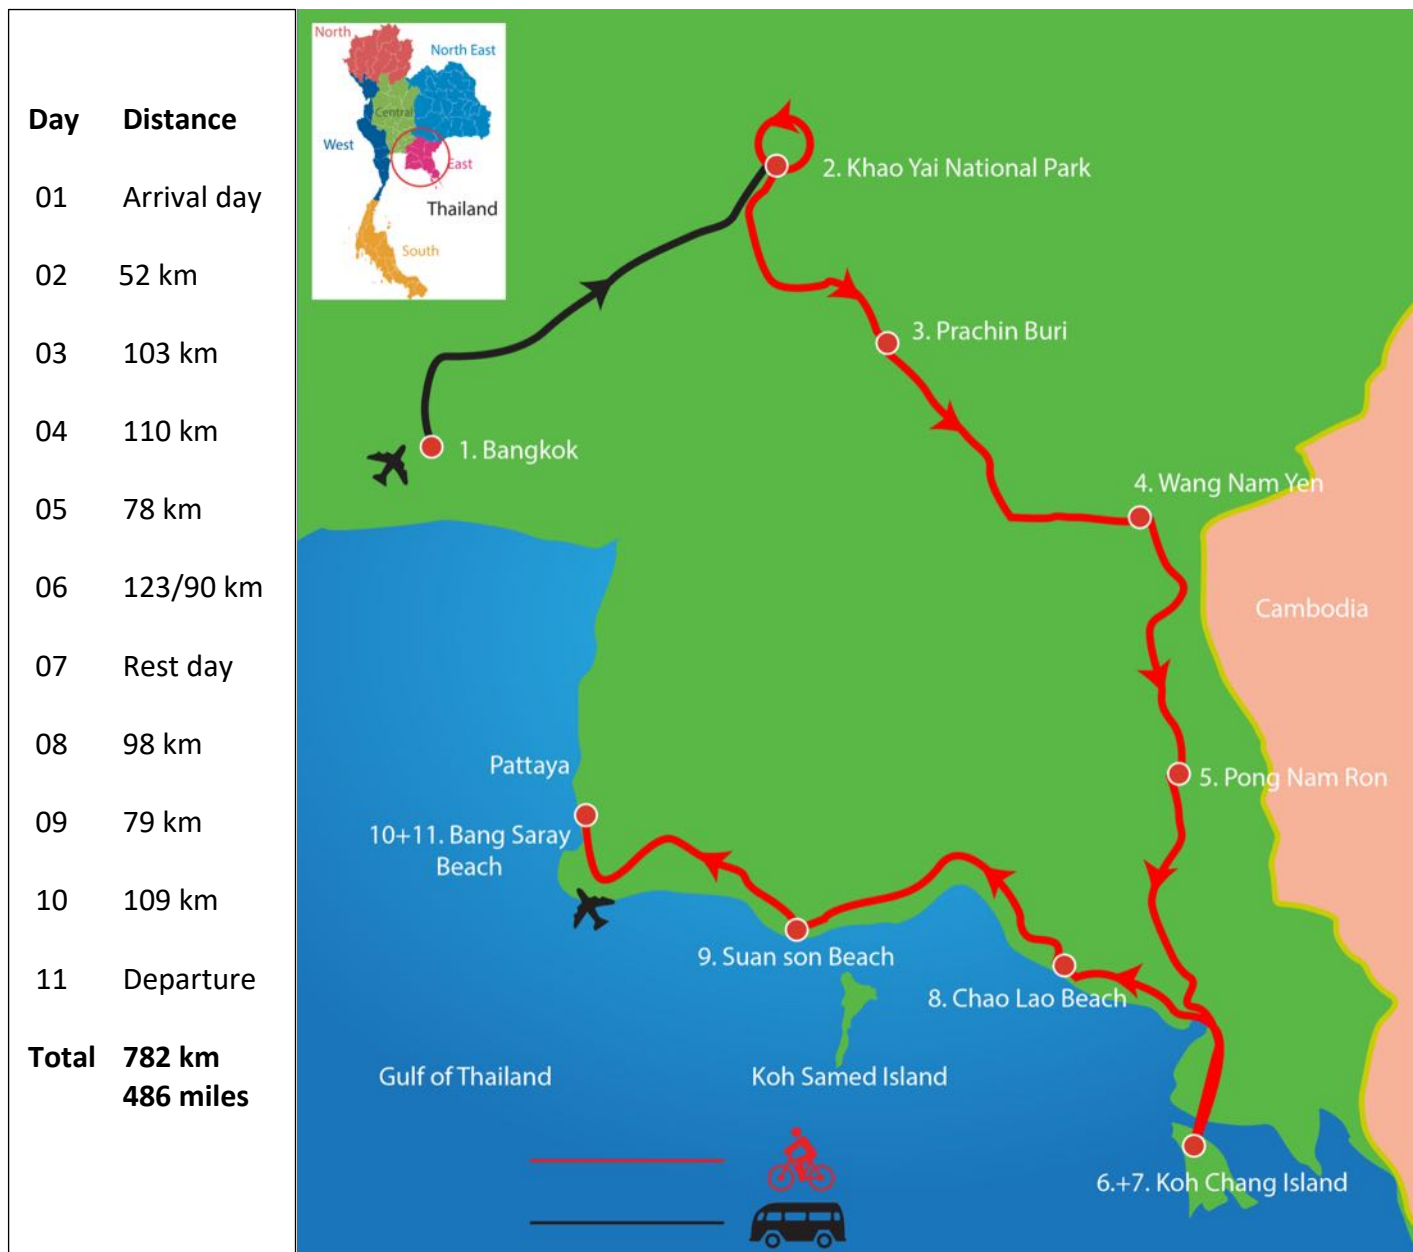 Day Distance
01 Arrival day
02 52 km
03 103 km
04 110 km
05 78 km
06 123/90 km
07 Rest day
08 98 km
09 79 km
10 109 km
11 Departure
Total 782 km
486 miles
North
North East
Central
West
East
Thailand
South
2. Khao Yai National Park
3. Prachin Buri
1. Bangkok
4. Wang Nam Yen
Cambodia
Pattaya
5. Pong Nam Ron
10+11. Bang Saray
Beach
9. Suan son Beach
8. Chao Lao Beach
Gulf of Thailand
Koh Samed Island
6.+7. Koh Chang Island